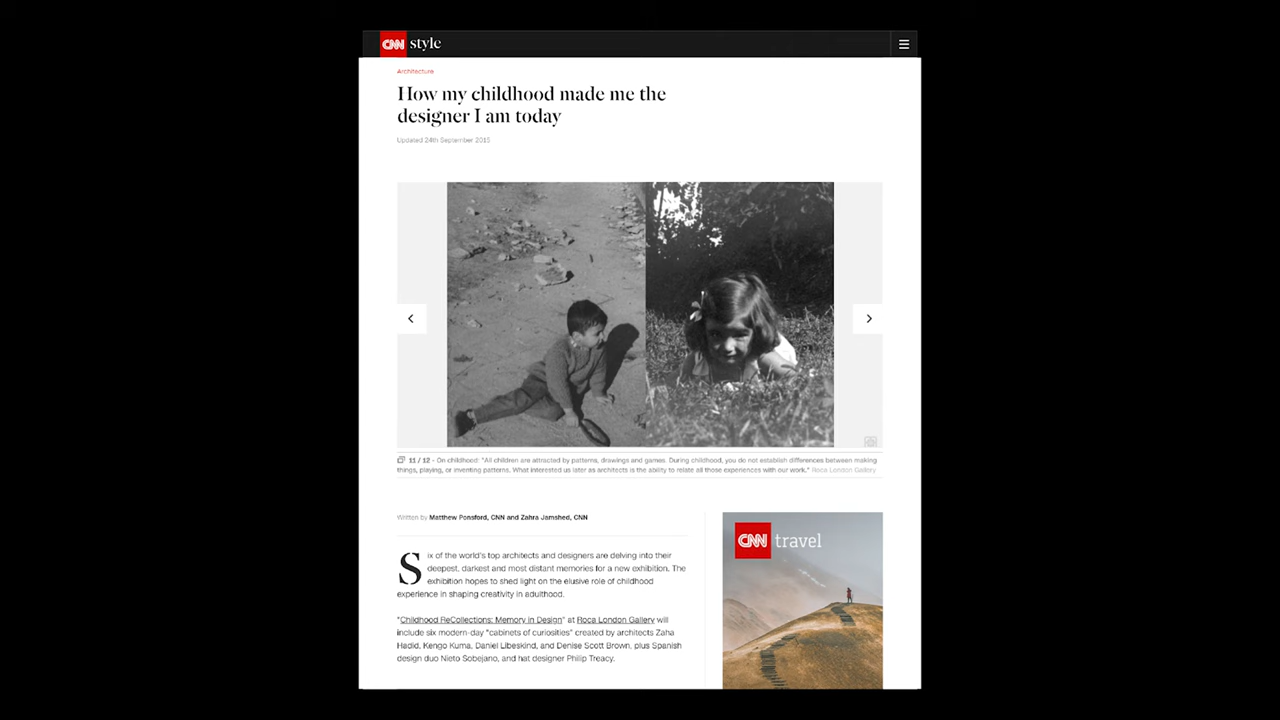 CNN style
Architecture
How my childhood made me the
designer I am today
Updated 24th September 2015
11 / 12 - On childhood: "All children are attracted by patterns, drawings and games. During childhood, you do not establish differences between making
things, playing, or inventing patterns. What interested us later as architects is the ability to relate all those experiences with our work." Roca London Gallery
Written by Matthew Ponsford, CNN and Zahra Jamshed, CNN
Six of the world's top architects and designers are delving into their
deepest, darkest and most distant memories for a new exhibition. The
exhibition hopes to shed light on the elusive role of childhood
experience in shaping creativity in adulthood.
"Childhood ReCollections: Memory in Design" at Roca London Gallery will
include six modern-day "cabinets of curiosities" created by architects Zaha
Hadid, Kengo Kuma, Daniel Libeskind, and Denise Scott Brown, plus Spanish
design duo Nieto Sobejano, and hat designer Philip Treacy.
CNN travel